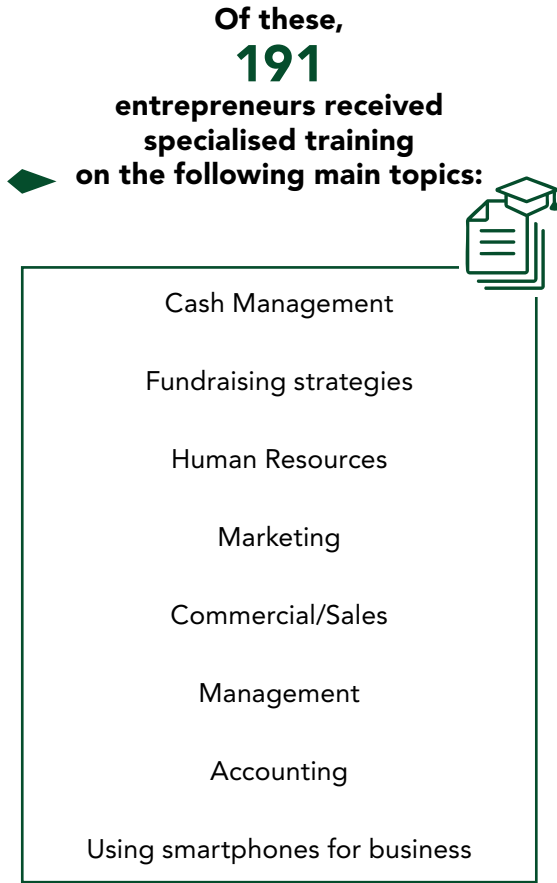 Of these,
191
entrepreneurs received
specialised training
on the following main topics:
Cash Management
Fundraising strategies
Human Resources
Marketing
Commercial/Sales
Management
Accounting
Using smartphones for business